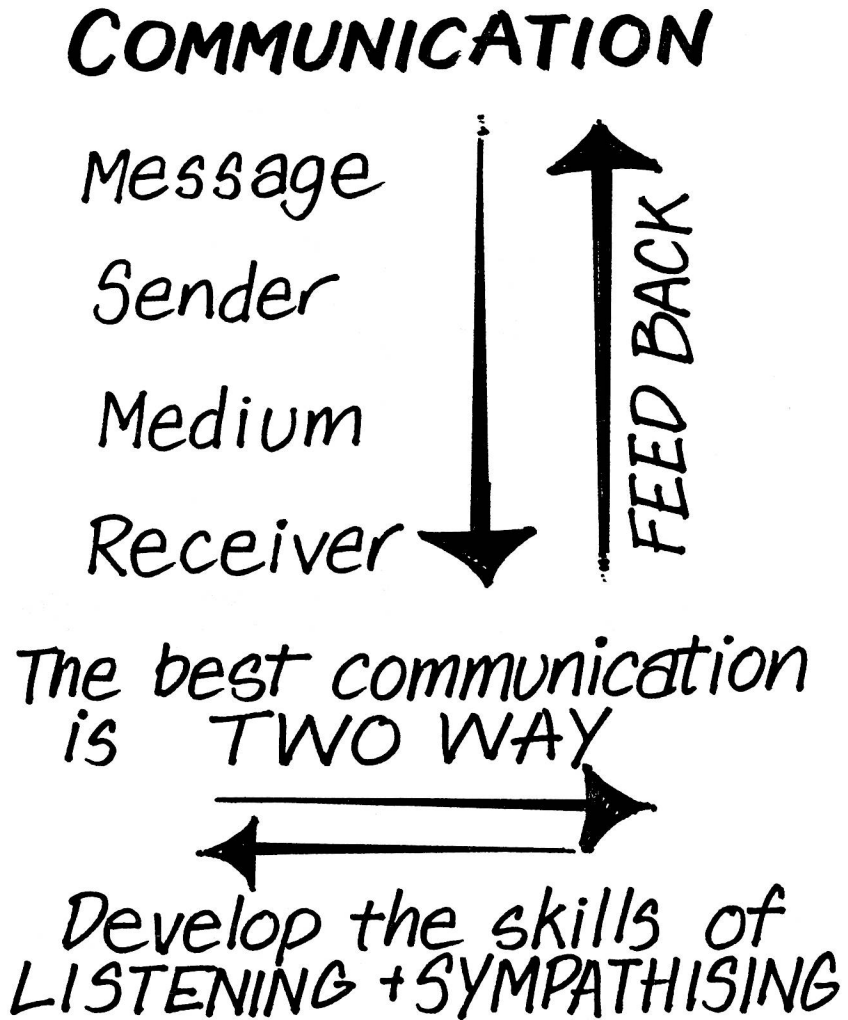 COMMUNICATION
Message
Sender
Medium
Receiver
FEED BACK
The best communication
is TWO WAY
Develop the skills of
LISTENING + SYMPATHISING